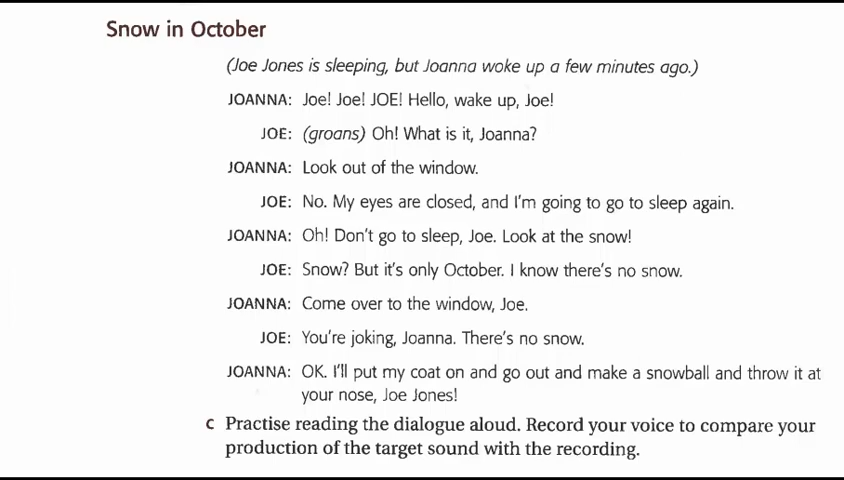 Snow in October
(Joe Jones is sleeping, but Joanna woke up a few minutes ago.)
JOANNA: Joe! Joe! JOE! Hello, wake up, Joe!
JOE: (groans) Oh! What is it, Joanna?
JOANNA: Look out of the window.
JOE: No. My eyes are closed, and I'm going to go to sleep again.
JOANNA: Oh! Don't go to sleep, Joe. Look at the snow!
JOE: Snow? But it's only October. I know there's no snow.
JOANNA: Come over to the window, Joe.
JOE: You're joking, Joanna. There's no snow.
JOANNA: OK. I'll put my coat on and go out and make a snowball and throw it at
your nose, Joe Jones!
C Practise reading the dialogue aloud. Record your voice to compare your
production of the target sound with the recording.